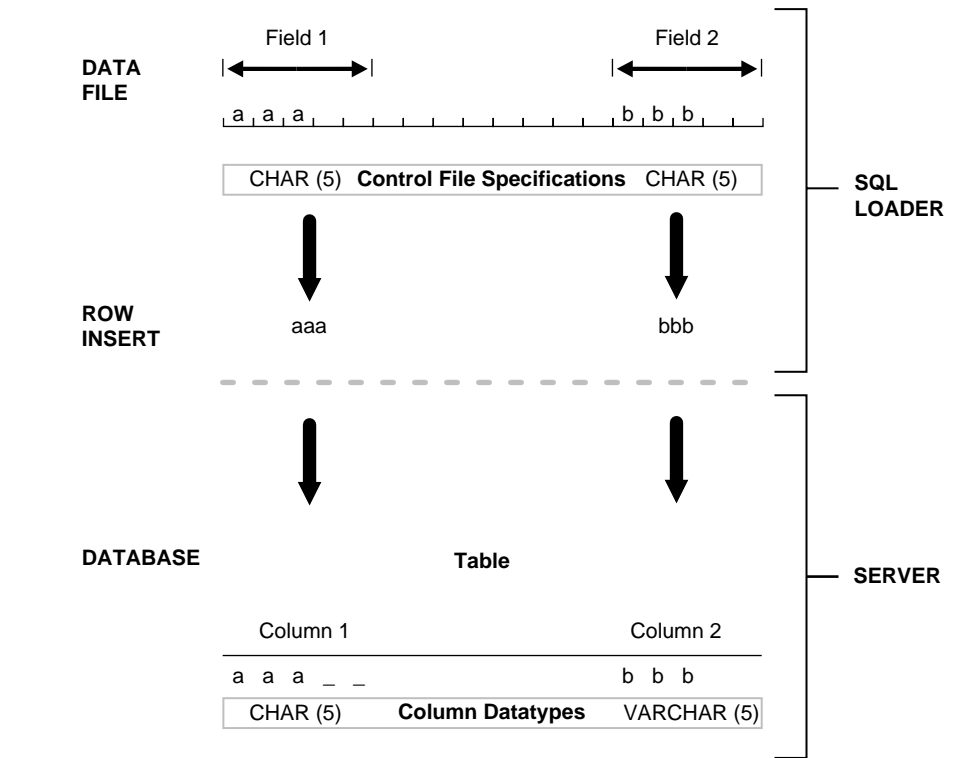 Field 1 Field 2
DATA
FILE
a a a b b b
CHAR (5) Control File Specifications CHAR (5)
SQL
LOADER
ROW
INSERT
aaa bbb
DATABASE Table
SERVER
Column 1 Column 2
a a a _ _ b b b
CHAR (5) Column Datatypes VARCHAR (5)